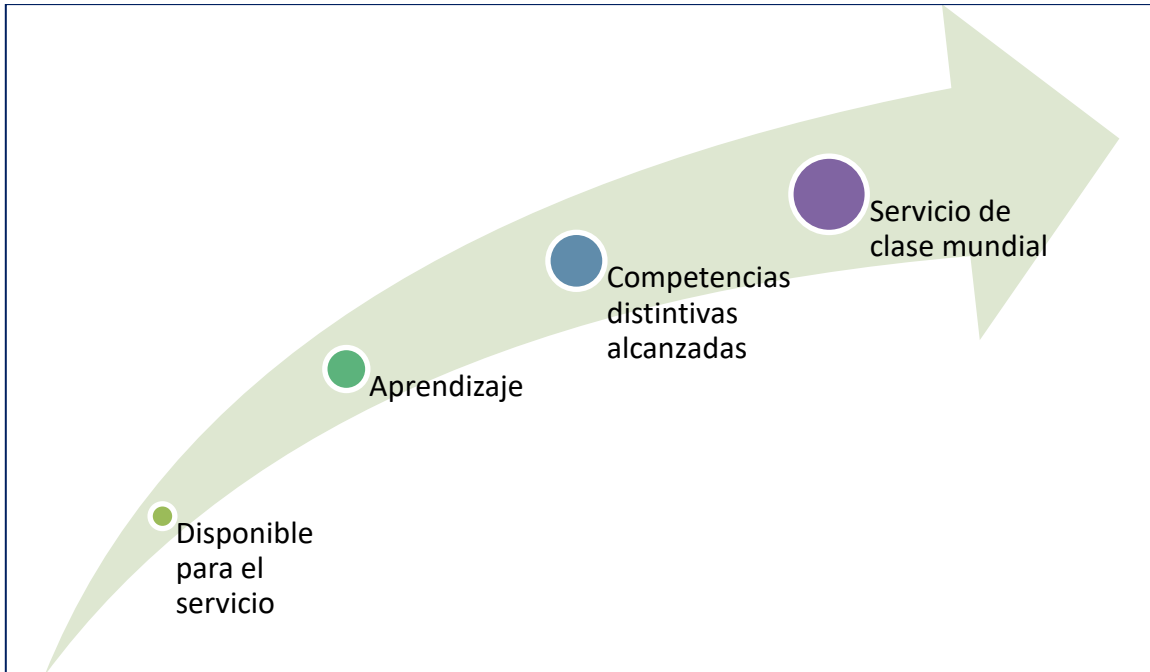 Servicio de
clase mundial
Competencias
distintivas
alcanzadas
Aprendizaje
Disponible
para el
servicio